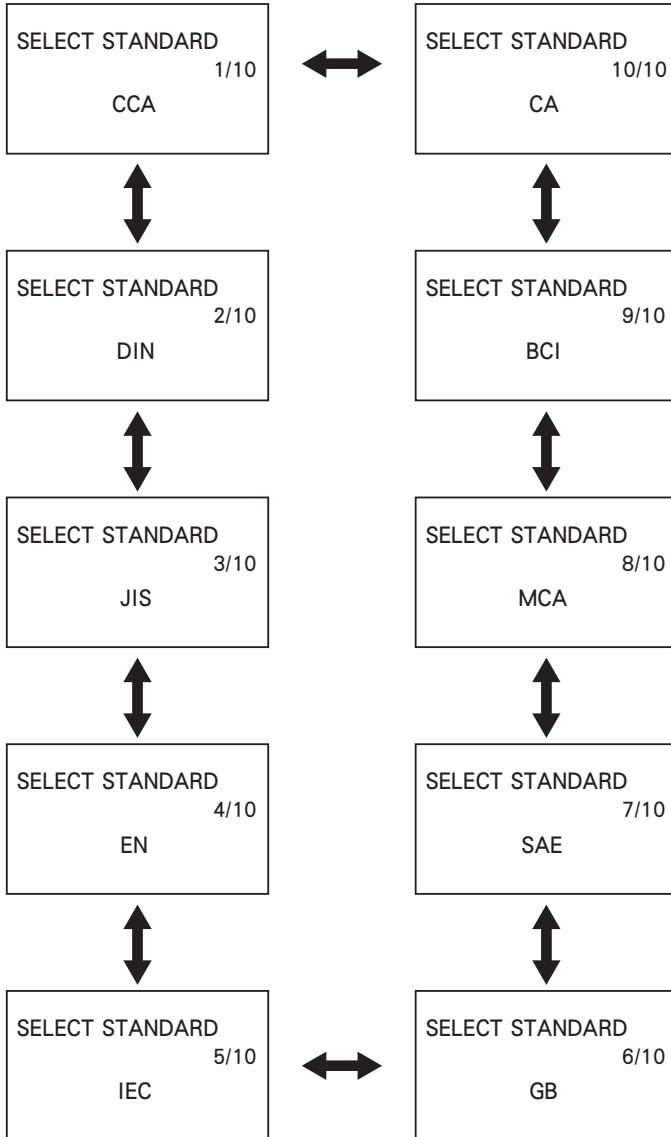 SELECT STANDARD
1/10
CCA
SELECT STANDARD
10/10
CA
SELECT STANDARD
2/10
DIN
SELECT STANDARD
9/10
BCI
SELECT STANDARD
3/10
JIS
SELECT STANDARD
8/10
MCA
SELECT STANDARD
4/10
EN
SELECT STANDARD
7/10
SAE
SELECT STANDARD
5/10
IEC
SELECT STANDARD
6/10
GB